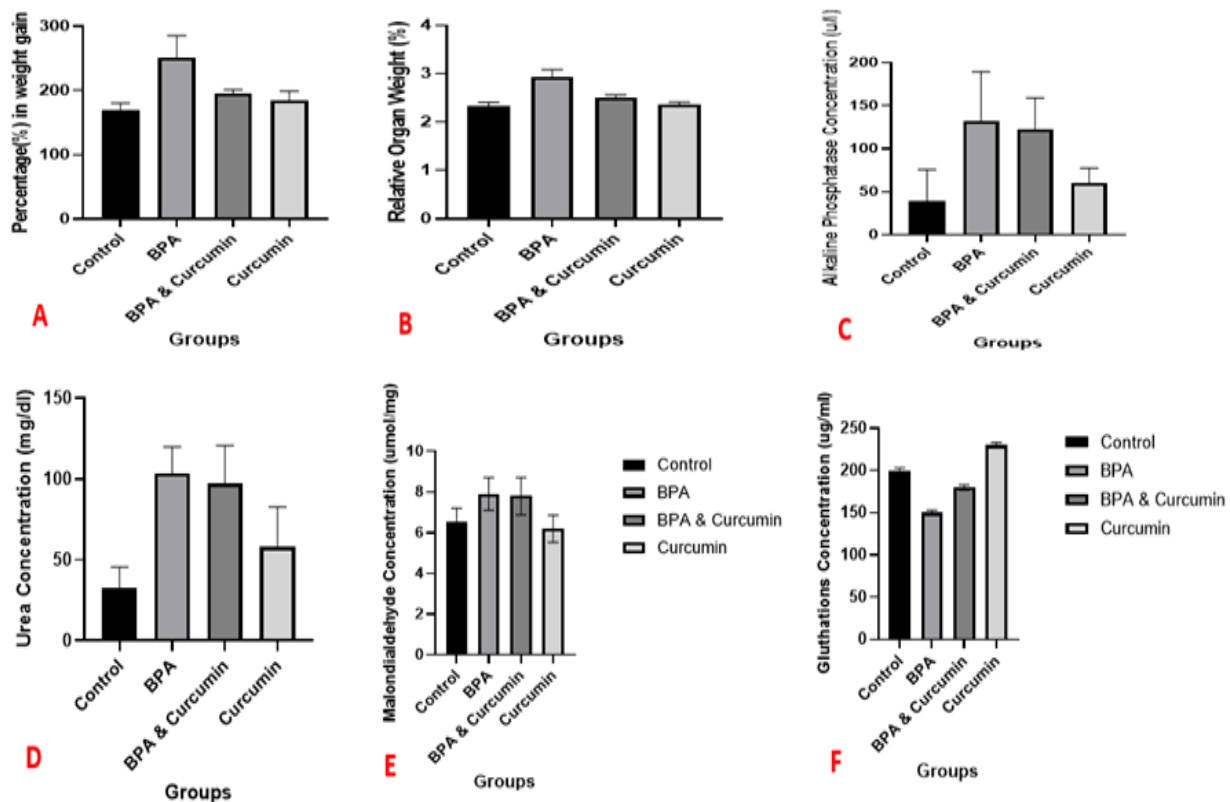 Percentage(%) in weight gain
300
200
100
0
Control
BPA
BPA & Curcumin
Curcumin
Groups
A
Relative Organ Weight (%)
4
3
2
1
0
Control
BPA
BPA & Curcumin
Curcumin
Groups
B
Alkaline Phosphatase Concentration (u/l)
200
150
100
50
0
Control
BPA
BPA & Curcumin
Curcumin
Groups
C
Urea Concentration (mg/dl)
150
100
50
0
Control
BPA
BPA & Curcumin
Curcumin
Groups
D
Malondialdehyde Concentration (umol/mg)
10
8
6
4
2
0
Control
BPA
BPA & Curcumin
Curcumin
Groups
E
Control
BPA
BPA & Curcumin
Curcumin
Gluthations Concentration (ug/ml)
250
200
150
100
50
0
Control
BPA
BPA & Curcumin
Curcumin
Groups
F
Control
BPA
BPA & Curcumin
Curcumin